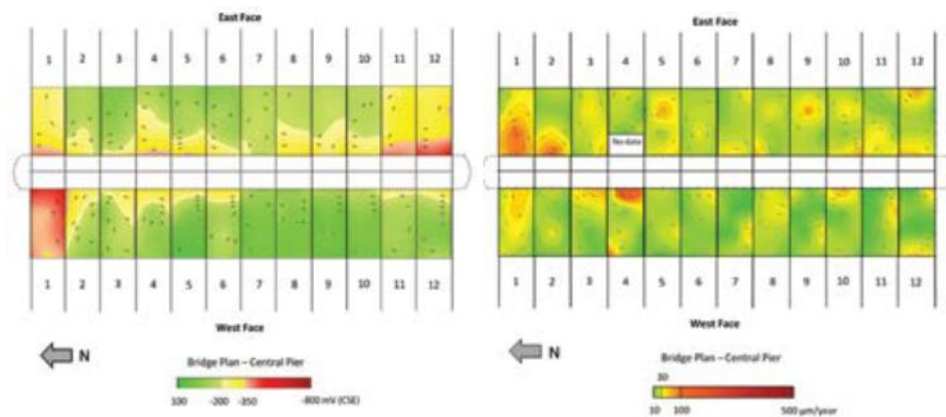 East Face
1 2 3 4 5 6 7 8 9 10 11 12
1 2 3 4 5 6 7 8 9 10 11 12
West Face
N
Bridge Plan – Central Pier
100 -200 -350 -800 mV (CSE)
East Face
1 2 3 4 5 6 7 8 9 10 11 12
No data
1 2 3 4 5 6 7 8 9 10 11 12
West Face
N
Bridge Plan – Central Pier
30
10 100 500 µm/year